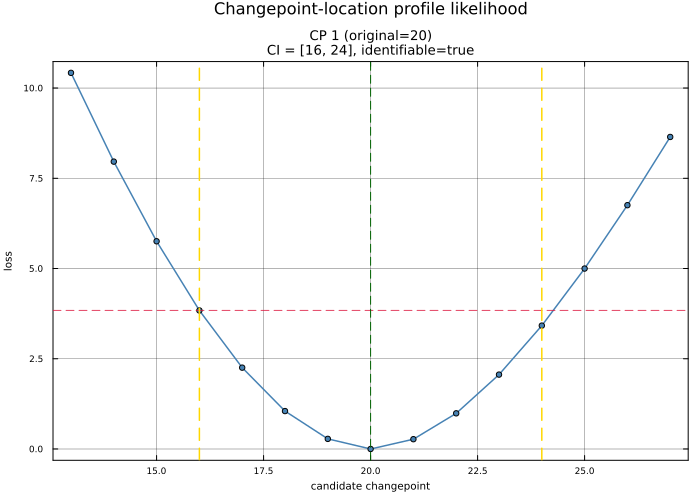 Changepoint-location profile likelihood
CP 1 (original=20)
CI = [16, 24], identifiable=true
10.0
7.5
5.0
2.5
0.0
loss
15.0 17.5 20.0 22.5 25.0
candidate changepoint